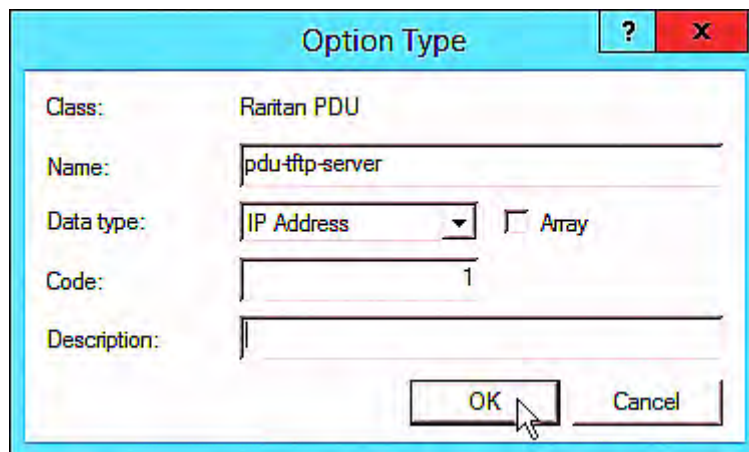 Option Type ? x
Class: Raritan PDU
Name: pdu-tftp-server
Data type: IP Address Array
Code: 1
Description:
OK Cancel